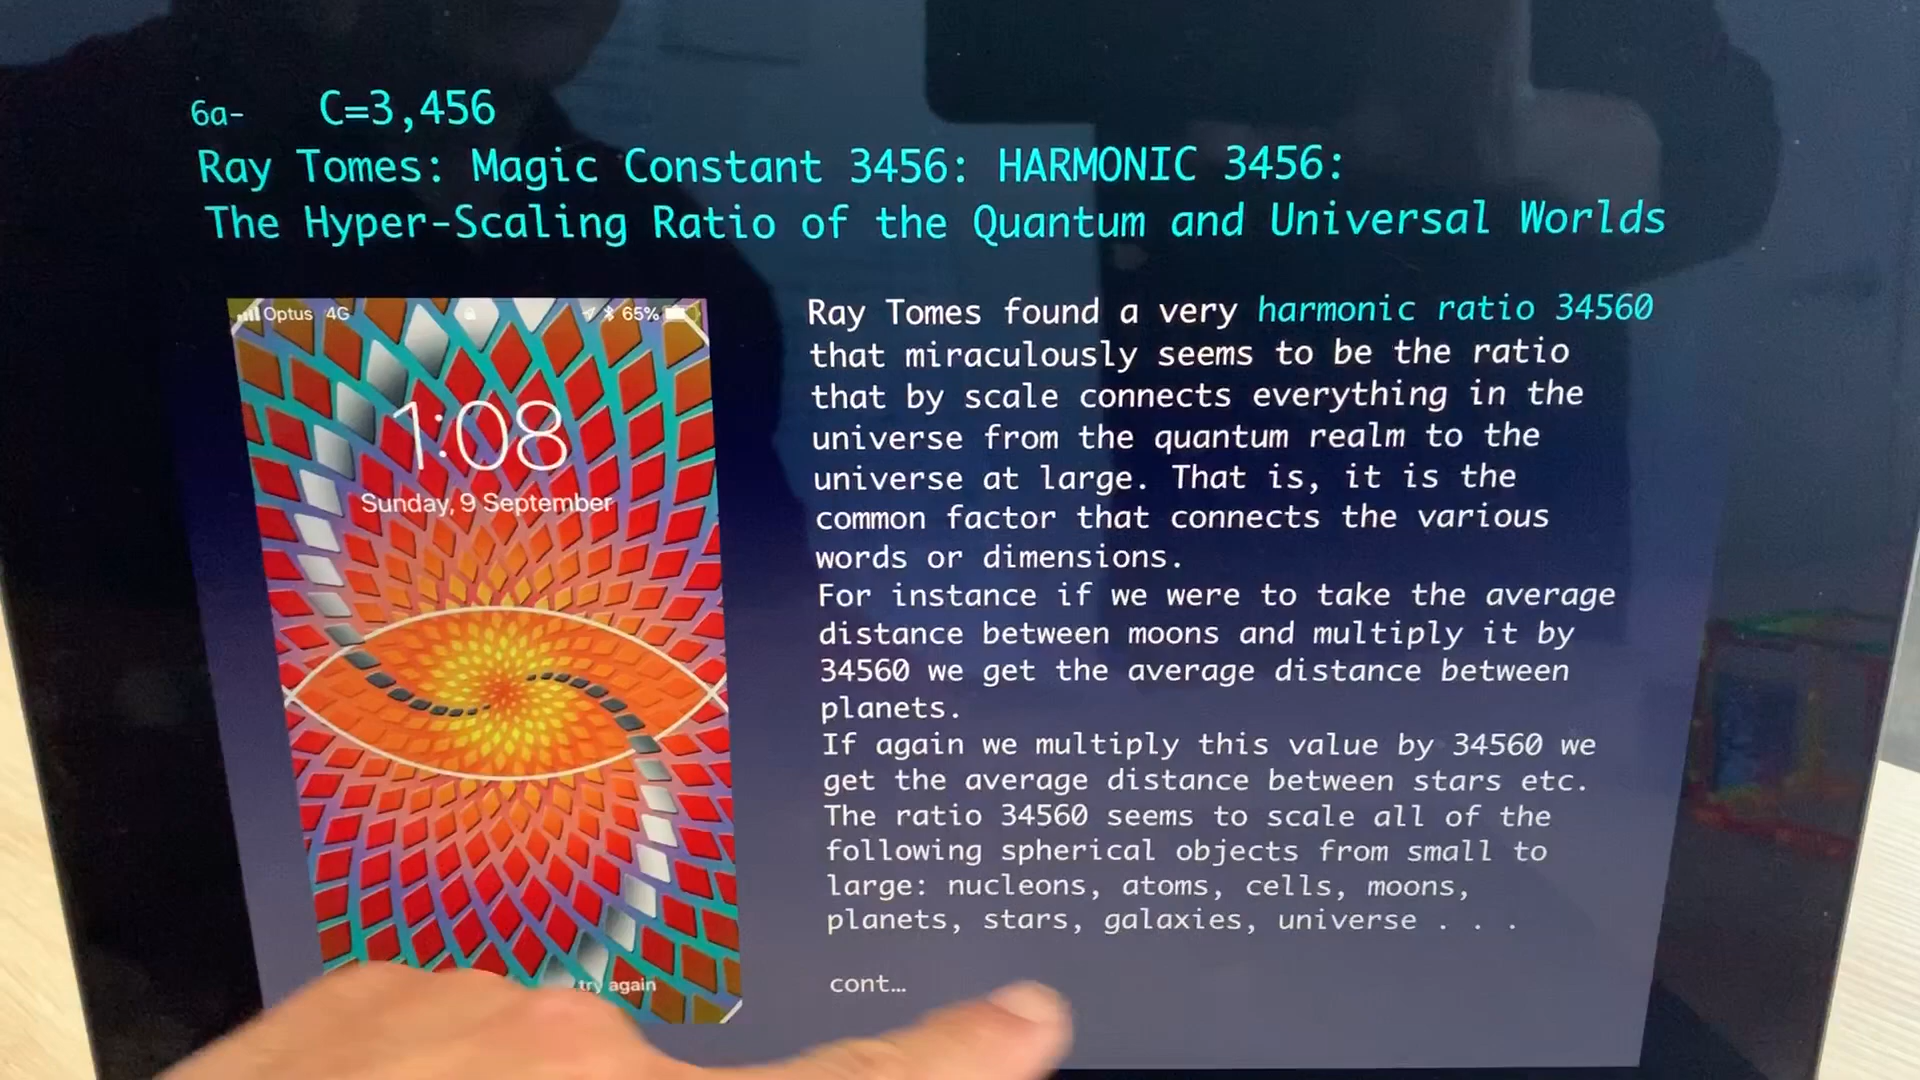 6a- C=3,456
Ray Tomes: Magic Constant 3456: HARMONIC 3456:
The Hyper-Scaling Ratio of the Quantum and Universal Worlds
Optus 4G 65%
1:08
Sunday, 9 September
try again
Ray Tomes found a very harmonic ratio 34560
that miraculously seems to be the ratio
that by scale connects everything in the
universe from the quantum realm to the
universe at large. That is, it is the
common factor that connects the various
words or dimensions.
For instance if we were to take the average
distance between moons and multiply it by
34560 we get the average distance between
planets.
If again we multiply this value by 34560 we
get the average distance between stars etc.
The ratio 34560 seems to scale all of the
following spherical objects from small to
large: nucleons, atoms, cells, moons,
planets, stars, galaxies, universe . . .
cont…